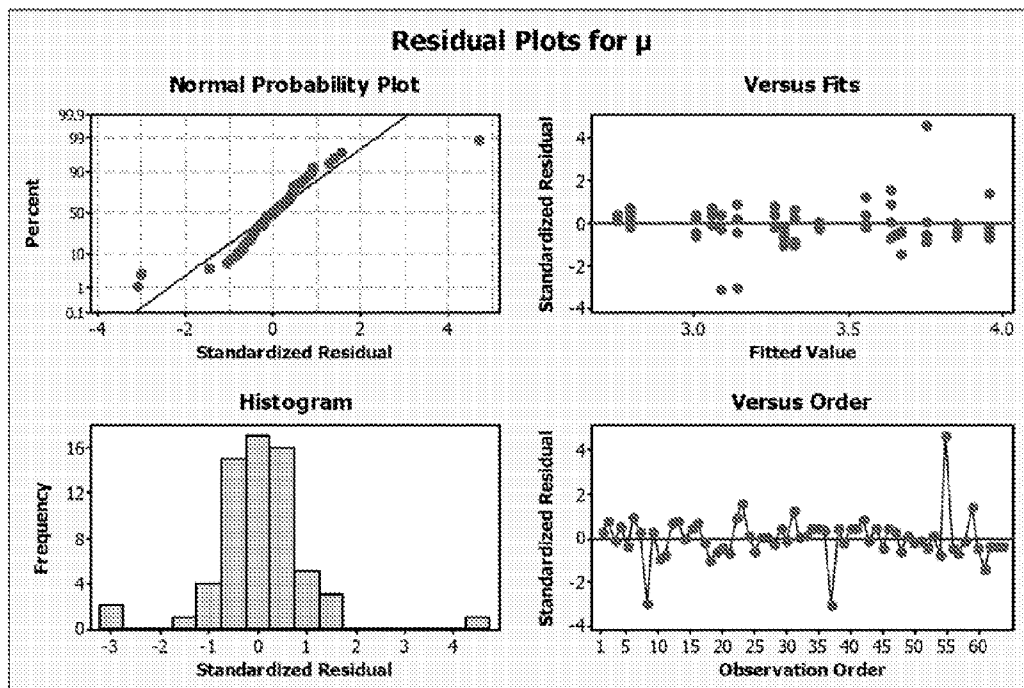 Residual Plots for μ
Normal Probability Plot
99.9
99
90
50
10
1
0.1
Percent
-4 -2 0 2 4
Standardized Residual
Versus Fits
4
2
0
-2
-4
Standardized Residual
3.0 3.5 4.0
Fitted Value
Histogram
16
12
8
4
0
Frequency
-3 -2 -1 0 1 2 3 4
Standardized Residual
Versus Order
4
2
0
-2
-4
Standardized Residual
1 5 10 15 20 25 30 35 40 45 50 55 60
Observation Order